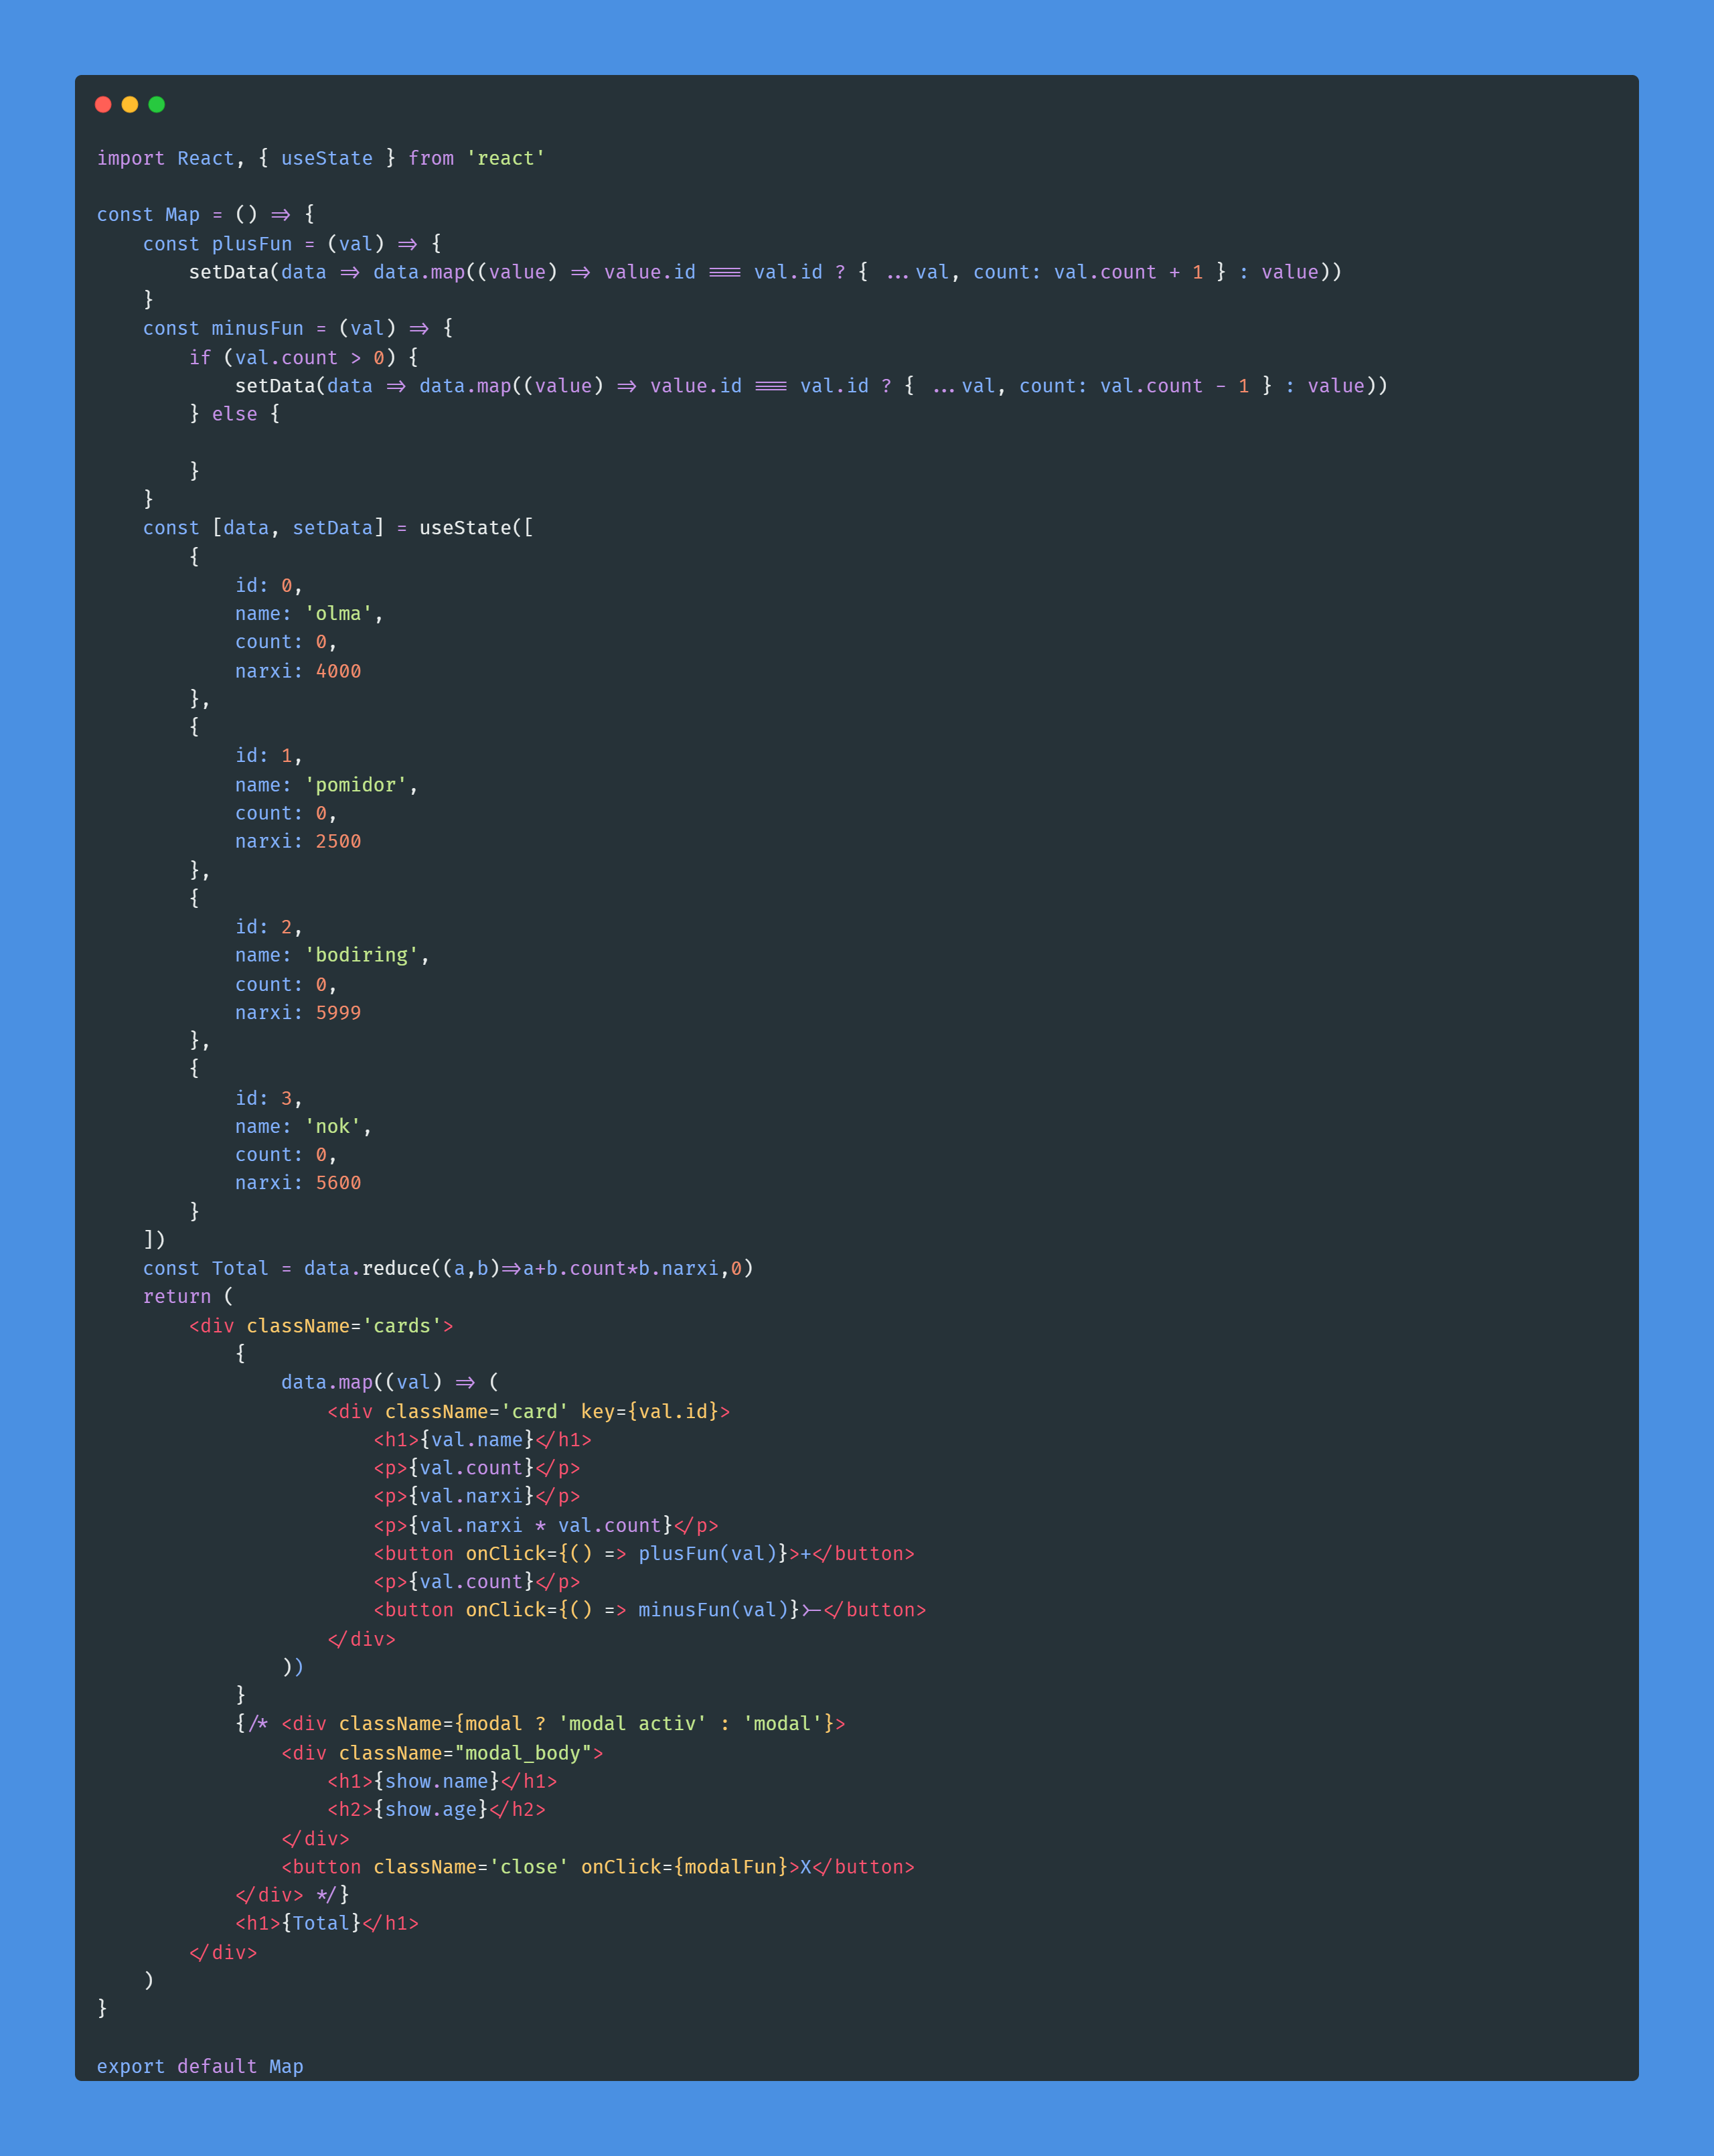 import React, { useState } from 'react'

const Map = () => {
    const plusFun = (val) => {
        setData(data => data.map((value) => value.id === val.id ? { ...val, count: val.count + 1 } : value))
    }
    const minusFun = (val) => {
        if (val.count > 0) {
            setData(data => data.map((value) => value.id === val.id ? { ...val, count: val.count - 1 } : value))
        } else {

        }
    }
    const [data, setData] = useState([
        {
            id: 0,
            name: 'olma',
            count: 0,
            narxi: 4000
        },
        {
            id: 1,
            name: 'pomidor',
            count: 0,
            narxi: 2500
        },
        {
            id: 2,
            name: 'bodiring',
            count: 0,
            narxi: 5999
        },
        {
            id: 3,
            name: 'nok',
            count: 0,
            narxi: 5600
        }
    ])
    const Total = data.reduce((a,b)=>a+b.count*b.narxi,0)
    return (
        <div className='cards'>
            {
                data.map((val) => (
                    <div className='card' key={val.id}>
                        <h1>{val.name}</h1>
                        <p>{val.count}</p>
                        <p>{val.narxi}</p>
                        <p>{val.narxi * val.count}</p>
                        <button onClick={() => plusFun(val)}>+</button>
                        <p>{val.count}</p>
                        <button onClick={() => minusFun(val)}>-</button>
                    </div>
                ))
            }
            {/* <div className={modal ? 'modal activ' : 'modal'}>
                <div className="modal_body">
                    <h1>{show.name}</h1>
                    <h2>{show.age}</h2>
                </div>
                <button className='close' onClick={modalFun}>X</button>
            </div> */}
            <h1>{Total}</h1>
        </div>
    )
}

export default Map